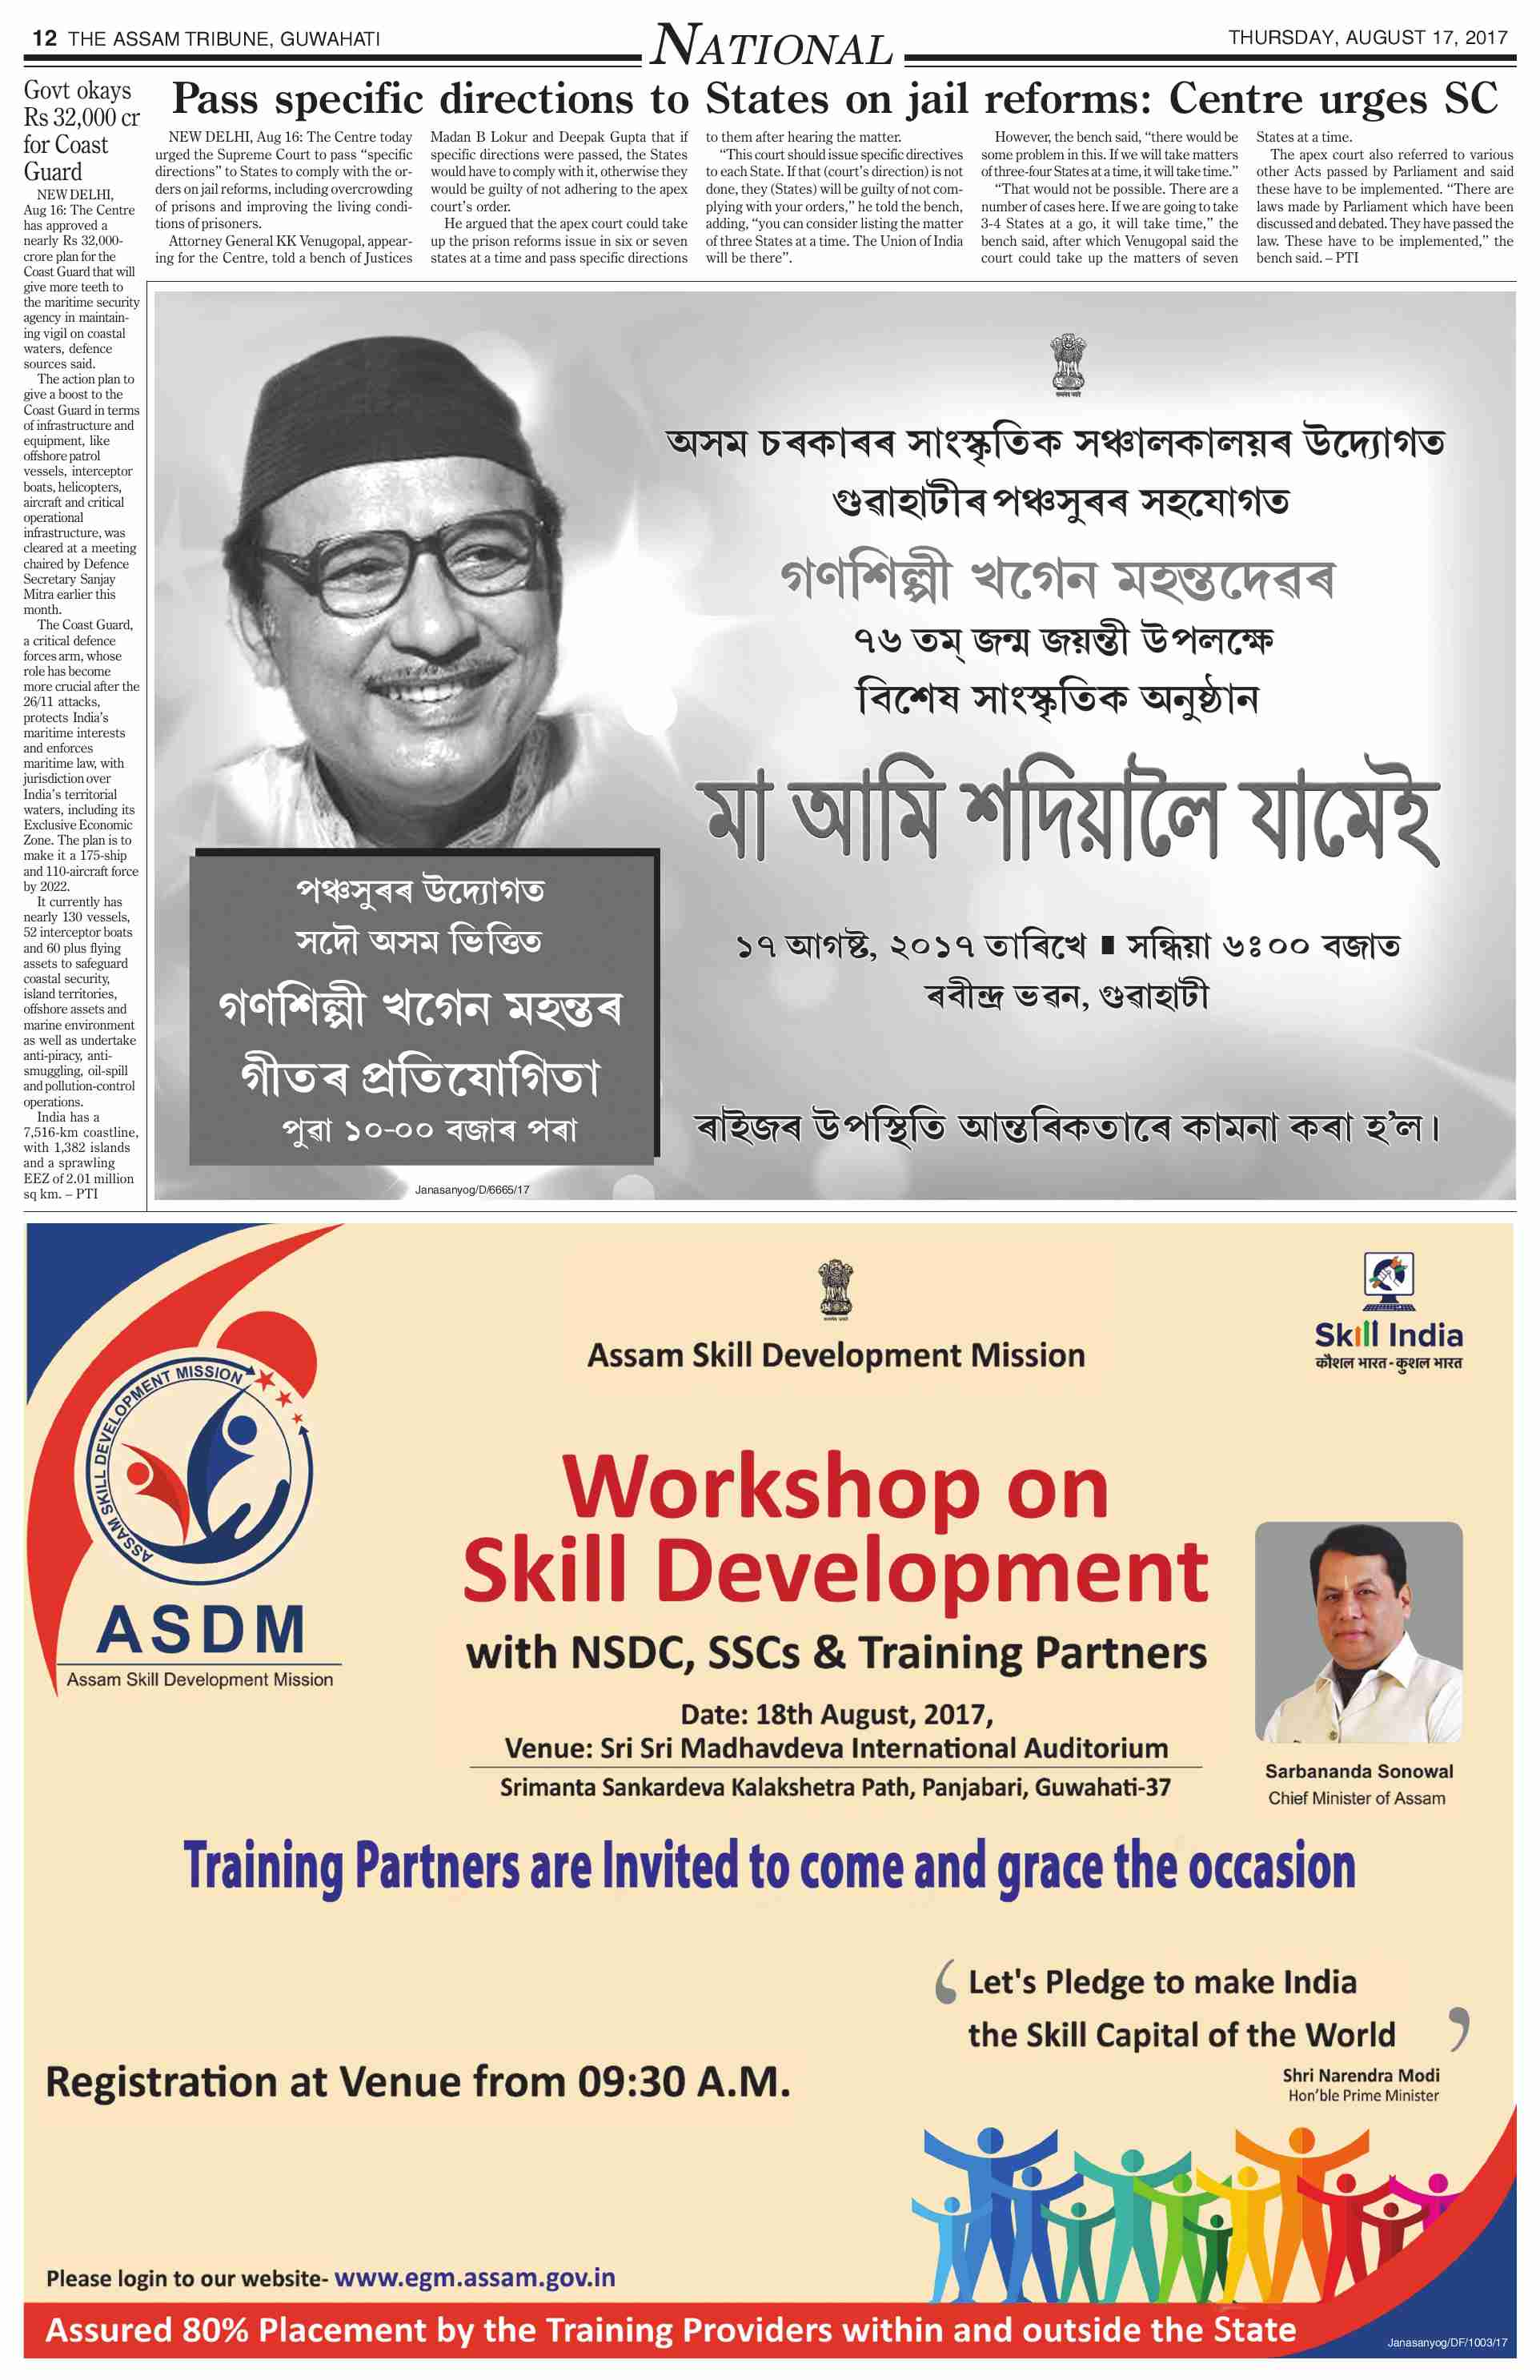 12 THE ASSAM TRIBUNE, GUWAHATI
NATIONAL
THURSDAY, AUGUST 17, 2017
Govt okays
Rs 32,000 cr
for Coast
Guard
NEW DELHI,
Aug 16: The Centre
has approved a
nearly Rs 32,000-
crore plan for the
Coast Guard that will
give more teeth to
the maritime security
agency in maintain-
ing vigil on coastal
waters, defence
sources said.
The action plan to
give a boost to the
Coast Guard in terms
of infrastructure and
equipment, like
offshore patrol
vessels, interceptor
boats, helicopters,
aircraft and critical
operational
infrastructure, was
cleared at a meeting
chaired by Defence
Secretary Sanjay
Mitra earlier this
month.
The Coast Guard,
a critical defence
forces arm, whose
role has become
more crucial after the
26/11 attacks,
protects India's
maritime interests
and enforces
maritime law, with
jurisdiction over
India's territorial
waters, including its
Exclusive Economic
Zone. The plan is to
make it a 175-ship
and 110-aircraft force
by 2022.
It currently has
nearly 130 vessels,
52 interceptor boats
and 60 plus flying
assets to safeguard
coastal security,
island territories,
offshore assets and
marine environment
as well as undertake
anti-piracy, anti-
smuggling, oil-spill
and pollution-control
operations.
India has a
7,516-km coastline,
with 1,382 islands
and a sprawling
EEZ of 2.01 million
sq km. – PTI
Pass specific directions to States on jail reforms: Centre urges SC
NEW DELHI, Aug 16: The Centre today
urged the Supreme Court to pass "specific
directions" to States to comply with the or-
ders on jail reforms, including overcrowding
of prisons and improving the living condi-
tions of prisoners.
Attorney General KK Venugopal, appear-
ing for the Centre, told a bench of Justices
Madan B Lokur and Deepak Gupta that if
specific directions were passed, the States
would have to comply with it, otherwise they
would be guilty of not adhering to the apex
court's order.
He argued that the apex court could take
up the prison reforms issue in six or seven
states at a time and pass specific directions
to them after hearing the matter.
"This court should issue specific directives
to each State. If that (court's direction) is not
done, they (States) will be guilty of not com-
plying with your orders," he told the bench,
adding, "you can consider listing the matter
of three States at a time. The Union of India
will be there".
However, the bench said, "there would be
some problem in this. If we will take matters
of three-four States at a time, it will take time."
"That would not be possible. There are a
number of cases here. If we are going to take
3-4 States at a go, it will take time," the
bench said, after which Venugopal said the
court could take up the matters of seven
States at a time.
The apex court also referred to various
other Acts passed by Parliament and said
these have to be implemented. "There are
laws made by Parliament which have been
discussed and debated. They have passed the
law. These have to be implemented," the
bench said. – PTI
অসম চৰকাৰৰ সাংস্কৃতিক সঞ্চালকালয়ৰ উদ্যোগত
গুৱাহাটীৰ পঞ্চসুৰৰ সহযোগত
গণশিল্পী খগেন মহন্তদেৱৰ
৭৬ তম্ জন্ম জয়ন্তী উপলক্ষে
বিশেষ সাংস্কৃতিক অনুষ্ঠান
মা আমি শদিয়ালৈ যামেই
১৭ আগষ্ট, ২০১৭ তাৰিখে ▮ সন্ধিয়া ৬ঃ০০ বজাত
ৰবীন্দ্ৰ ভৱন, গুৱাহাটী
ৰাইজৰ উপস্থিতি আন্তৰিকতাৰে কামনা কৰা হ'ল।
পঞ্চসুৰৰ উদ্যোগত
সদৌ অসম ভিত্তিত
গণশিল্পী খগেন মহন্তৰ
গীতৰ প্ৰতিযোগিতা
পুৱা ১০-০০ বজাৰ পৰা
Janasanyog/D/6665/17
ASSAM SKILL DEVELOPMENT MISSION
ASDM
Assam Skill Development Mission
Assam Skill Development Mission
Skill India
कौशल भारत-कुशल भारत
Workshop on
Skill Development
with NSDC, SSCs & Training Partners
Date: 18th August, 2017,
Venue: Sri Sri Madhavdeva International Auditorium
Srimanta Sankardeva Kalakshetra Path, Panjabari, Guwahati-37
Sarbananda Sonowal
Chief Minister of Assam
Training Partners are Invited to come and grace the occasion
‘ Let's Pledge to make India
the Skill Capital of the World ’
Shri Narendra Modi
Hon'ble Prime Minister
Registration at Venue from 09:30 A.M.
Please login to our website- www.egm.assam.gov.in
Assured 80% Placement by the Training Providers within and outside the State
Janasanyog/DF/1003/17